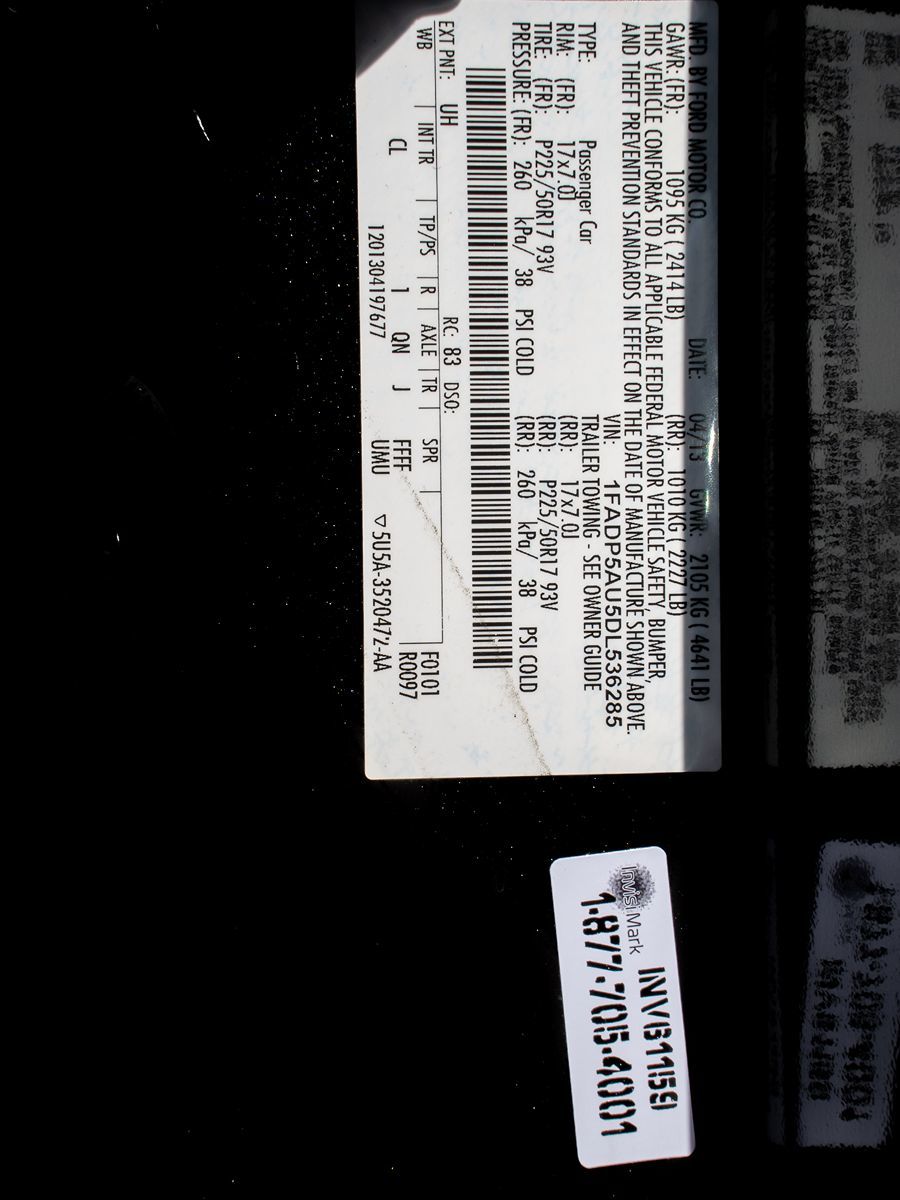 MFD. BY FORD MOTOR CO. DATE: 04/13 GVWR: 2105 KG ( 4641 LB)
GAWR: (FR): 1095 KG ( 2414 LB) (RR): 1010 KG ( 2227 LB)
THIS VEHICLE CONFORMS TO ALL APPLICABLE FEDERAL MOTOR VEHICLE SAFETY, BUMPER,
AND THEFT PREVENTION STANDARDS IN EFFECT ON THE DATE OF MANUFACTURE SHOWN ABOVE.
VIN: 1FADP5AU5DL536285
TYPE: Passenger Car TRAILER TOWING - SEE OWNER GUIDE
RIM: (FR): 17x7.0J (RR): 17x7.0J
TIRE: (FR): P225/50R17 93V (RR): P225/50R17 93V
PRESSURE: (FR): 260 kPa/ 38 PSI COLD (RR): 260 kPa/ 38 PSI COLD
EXT PNT: UH RC: 83 DSO: F0101
WB | INT TR | TP/PS | R | AXLE | TR | SPR R0097
CL 1 QN J FFFF
120130419767​7 UMU ▽ 5U5A-3520472-AA
InvisiMark INV61159
1-877-705-4001